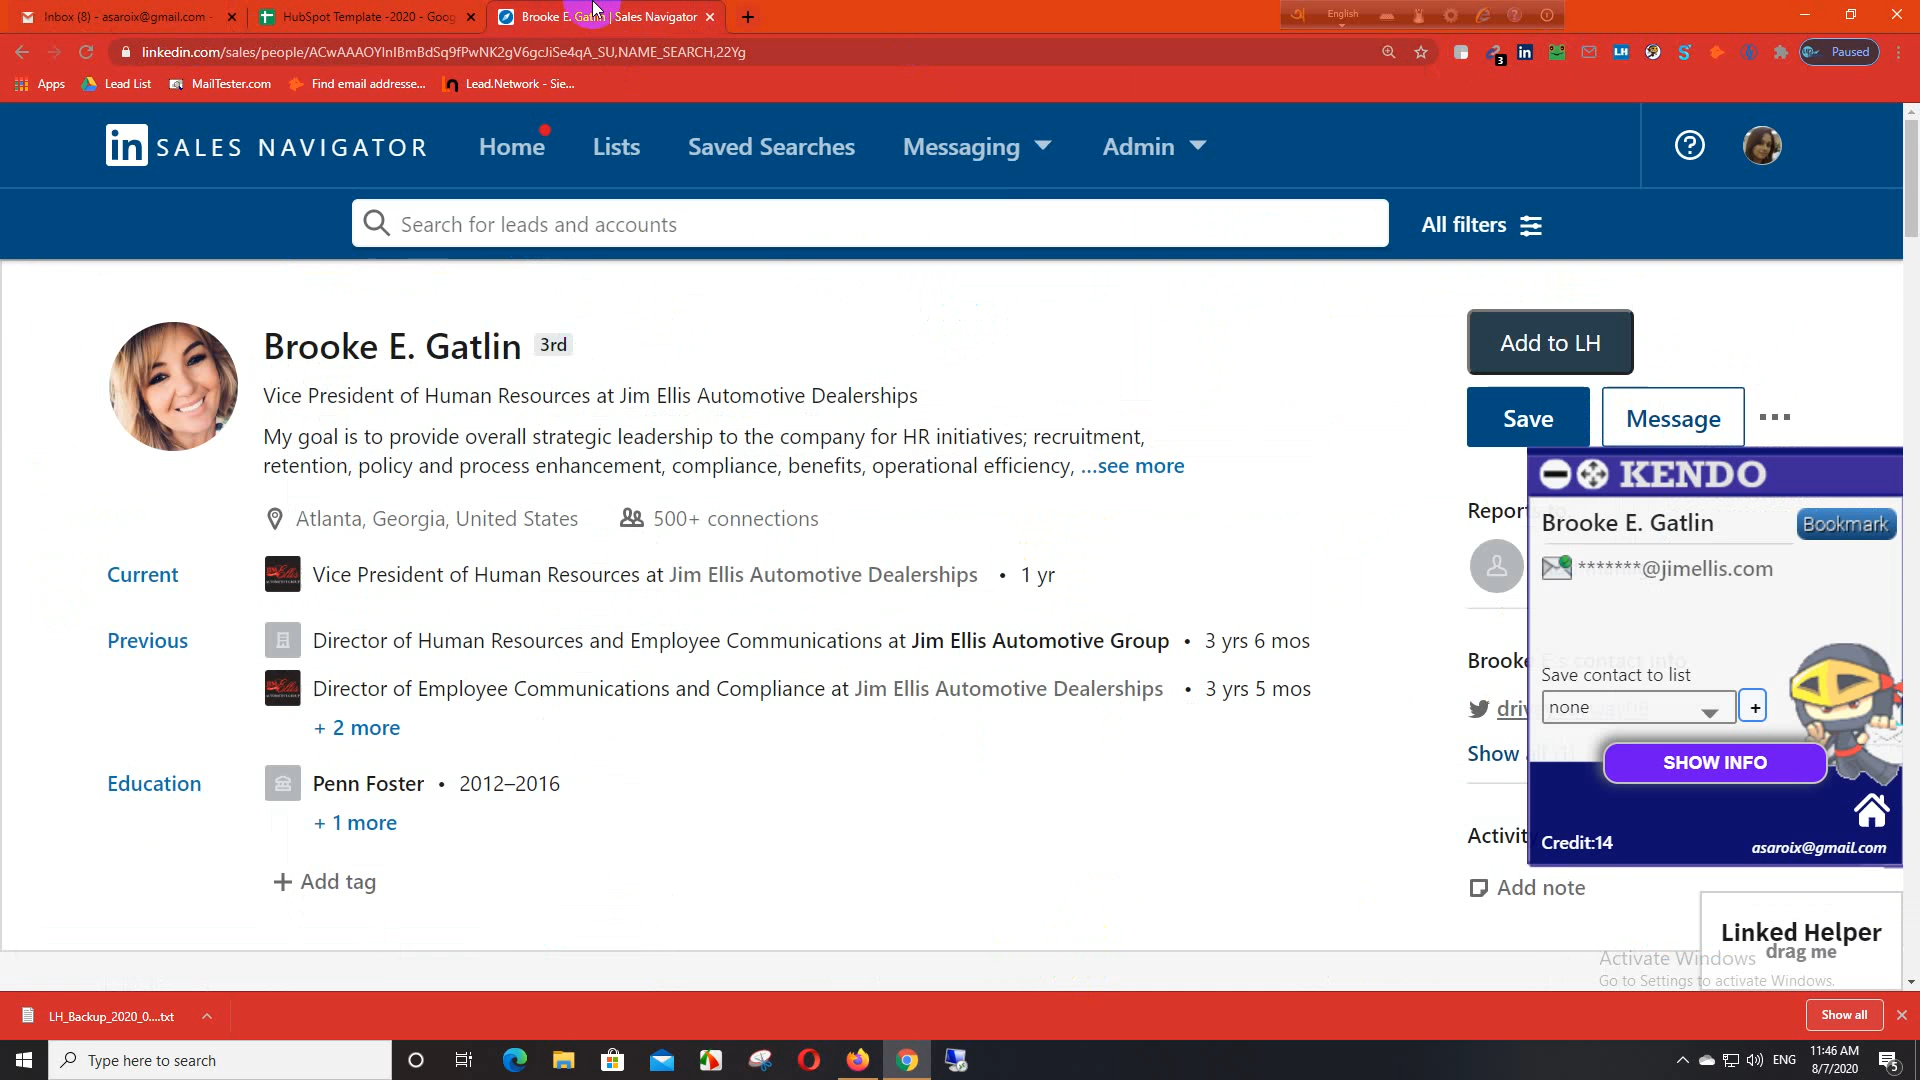 Inbox (8) - asaroix@gmail.com -
HubSpot Template -2020 - Goog
Brooke E. Gatlin | Sales Navigator
English
linkedin.com/sales/people/ACwAAAOYlnIBmBdSq9fPwNK2gV6gcJiSe4qA_SU,NAME_SEARCH,22Yg
3
Paused
Apps
Lead List
MailTester.com
Find email addresse...
Lead.Network - Sie...
in SALES NAVIGATOR
Home
Lists
Saved Searches
Messaging
Admin
Search for leads and accounts
All filters
Brooke E. Gatlin 3rd
Vice President of Human Resources at Jim Ellis Automotive Dealerships
My goal is to provide overall strategic leadership to the company for HR initiatives; recruitment,
retention, policy and process enhancement, compliance, benefits, operational efficiency, ...see more
Atlanta, Georgia, United States
500+ connections
Current
Vice President of Human Resources at Jim Ellis Automotive Dealerships • 1 yr
Previous
Director of Human Resources and Employee Communications at Jim Ellis Automotive Group • 3 yrs 6 mos
Director of Employee Communications and Compliance at Jim Ellis Automotive Dealerships • 3 yrs 5 mos
+ 2 more
Education
Penn Foster • 2012–2016
+ 1 more
+ Add tag
Add to LH
Save
Message
...
Report
Brooke
Show
Activit
Add note
KENDO
Brooke E. Gatlin
Bookmark
*******@jimellis.com
Save contact to list
none
+
SHOW INFO
Credit:14
asaroix@gmail.com
Linked Helper
drag me
Activate Windows
Go to Settings to activate Windows.
LH_Backup_2020_0....txt
Show all
Type here to search
ENG
11:46 AM
8/7/2020
5